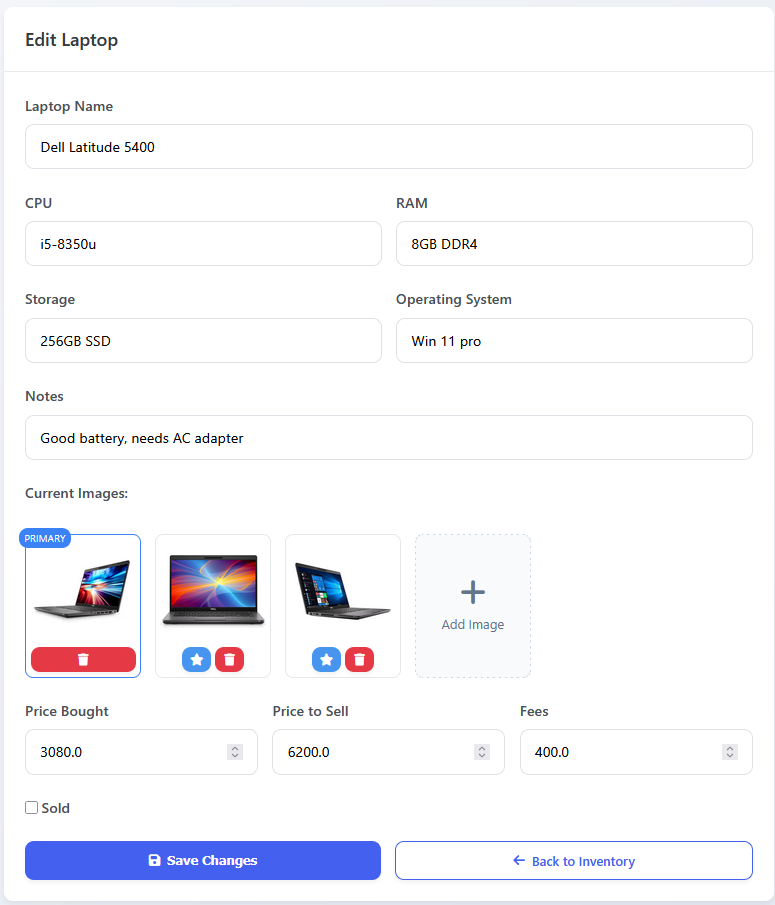 Edit Laptop
Laptop Name
Dell Latitude 5400
CPU RAM
i5-8350u 8GB DDR4
Storage Operating System
256GB SSD Win 11 pro
Notes
Good battery, needs AC adapter
Current Images:
PRIMARY
Add Image
Price Bought Price to Sell Fees
3080.0 6200.0 400.0
Sold
Save Changes Back to Inventory